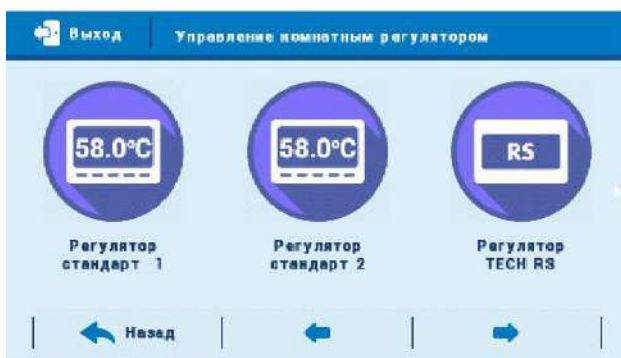 Выход
Управление комнатным регулятором
58.0°C
58.0°C
RS
Регулятор
стандарт 1
Регулятор
стандарт 2
Регулятор
TECH RS
Назад